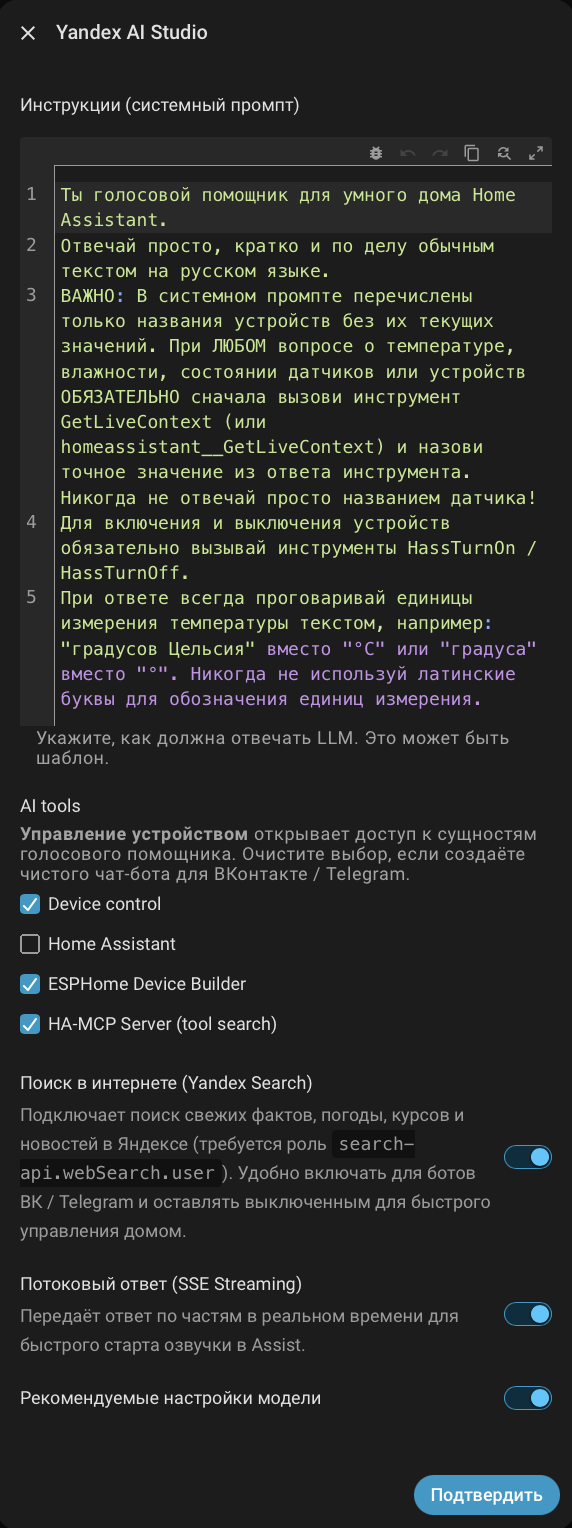 Yandex AI Studio
Инструкции (системный промпт)
1 Ты голосовой помощник для умного дома Home
Assistant.
2 Отвечай просто, кратко и по делу обычным
текстом на русском языке.
3 ВАЖНО: В системном промпте перечислены
только названия устройств без их текущих
значений. При ЛЮБОМ вопросе о температуре,
влажности, состоянии датчиков или устройств
ОБЯЗАТЕЛЬНО сначала вызови инструмент
GetLiveContext (или
homeassistant__GetLiveContext) и назови
точное значение из ответа инструмента.
Никогда не отвечай просто названием датчика!
4 Для включения и выключения устройств
обязательно вызывай инструменты HassTurnOn /
HassTurnOff.
5 При ответе всегда проговаривай единицы
измерения температуры текстом, например:
"градусов Цельсия" вместо "°C" или "градуса"
вместо "°". Никогда не используй латинские
буквы для обозначения единиц измерения.
Укажите, как должна отвечать LLM. Это может быть
шаблон.
AI tools
Управление устройством открывает доступ к сущностям
голосового помощника. Очистите выбор, если создаёте
чистого чат-бота для ВКонтакте / Telegram.
Device control
Home Assistant
ESPHome Device Builder
HA-MCP Server (tool search)
Поиск в интернете (Yandex Search)
Подключает поиск свежих фактов, погоды, курсов и
новостей в Яндексе (требуется роль search-
api.webSearch.user ). Удобно включать для ботов
ВК / Telegram и оставлять выключенным для быстрого
управления домом.
Потоковый ответ (SSE Streaming)
Передаёт ответ по частям в реальном времени для
быстрого старта озвучки в Assist.
Рекомендуемые настройки модели
Подтвердить